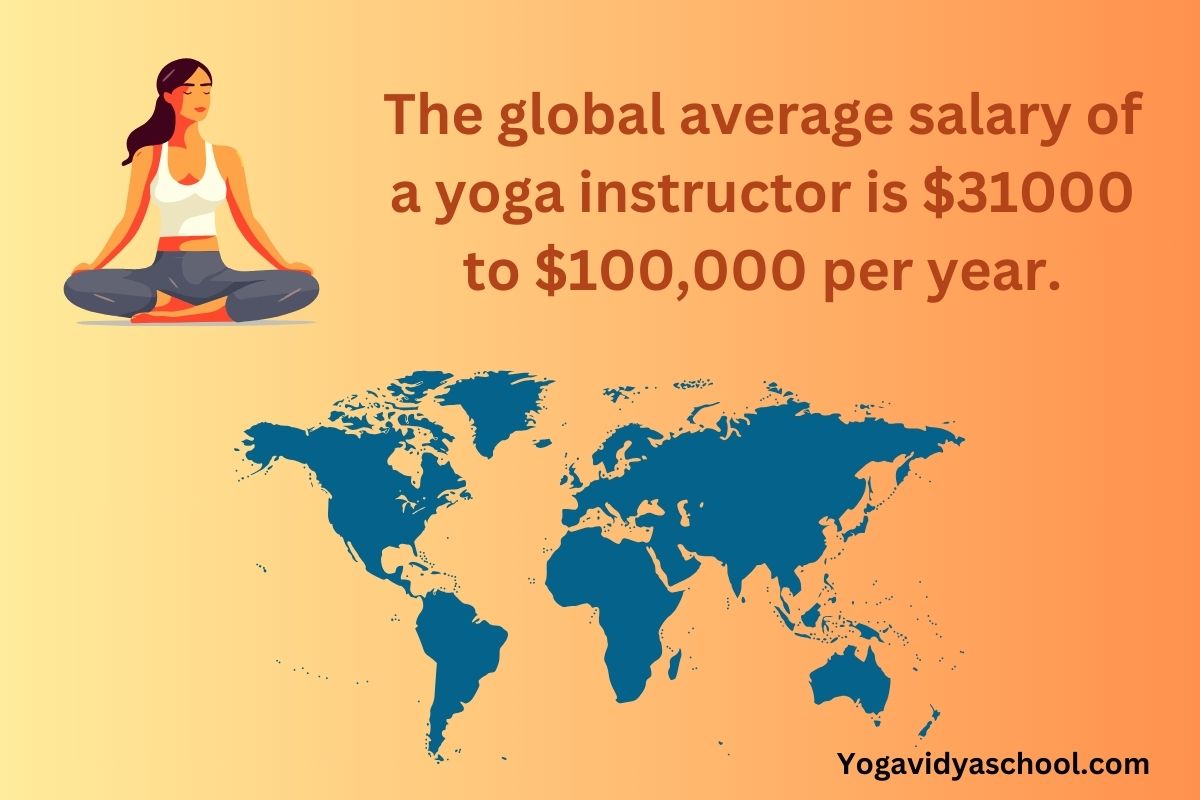 The global average salary of
a yoga instructor is $31000
to $100,000 per year.
Yogavidyaschool.com